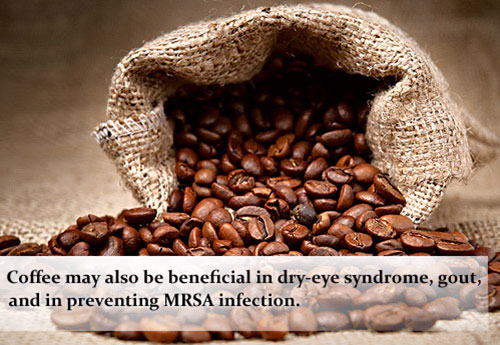 Coffee may also be beneficial in dry-eye syndrome, gout,
and in preventing MRSA infection.